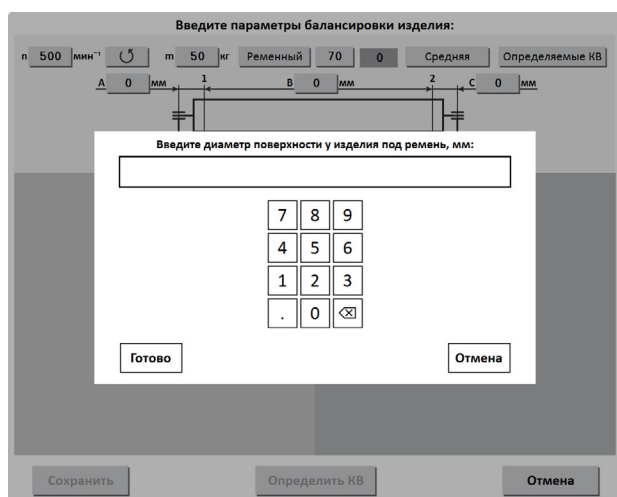 Введите параметры балансировки изделия:
n 500 мин⁻¹ m 50 кг Ременный 70 0 Средняя Определяемые КВ
A 0 мм 1 B 0 мм 2 C 0 мм
Введите диаметр поверхности у изделия под ремень, мм:
7 8 9
4 5 6
1 2 3
. 0
Готово Отмена
Сохранить Определить КВ Отмена